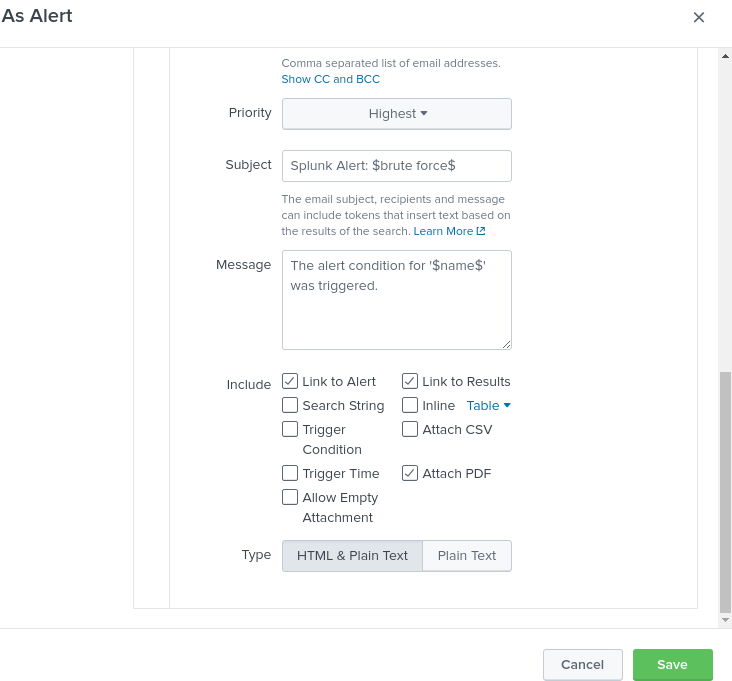 As Alert
Comma separated list of email addresses.
Show CC and BCC
Priority
Highest
Subject
Splunk Alert: $brute force$
The email subject, recipients and message
can include tokens that insert text based on
the results of the search. Learn More
Message
The alert condition for '$name$'
was triggered.
Include
Link to Alert
Link to Results
Search String
Inline Table
Trigger
Condition
Attach CSV
Trigger Time
Attach PDF
Allow Empty
Attachment
Type
HTML & Plain Text
Plain Text
Cancel
Save